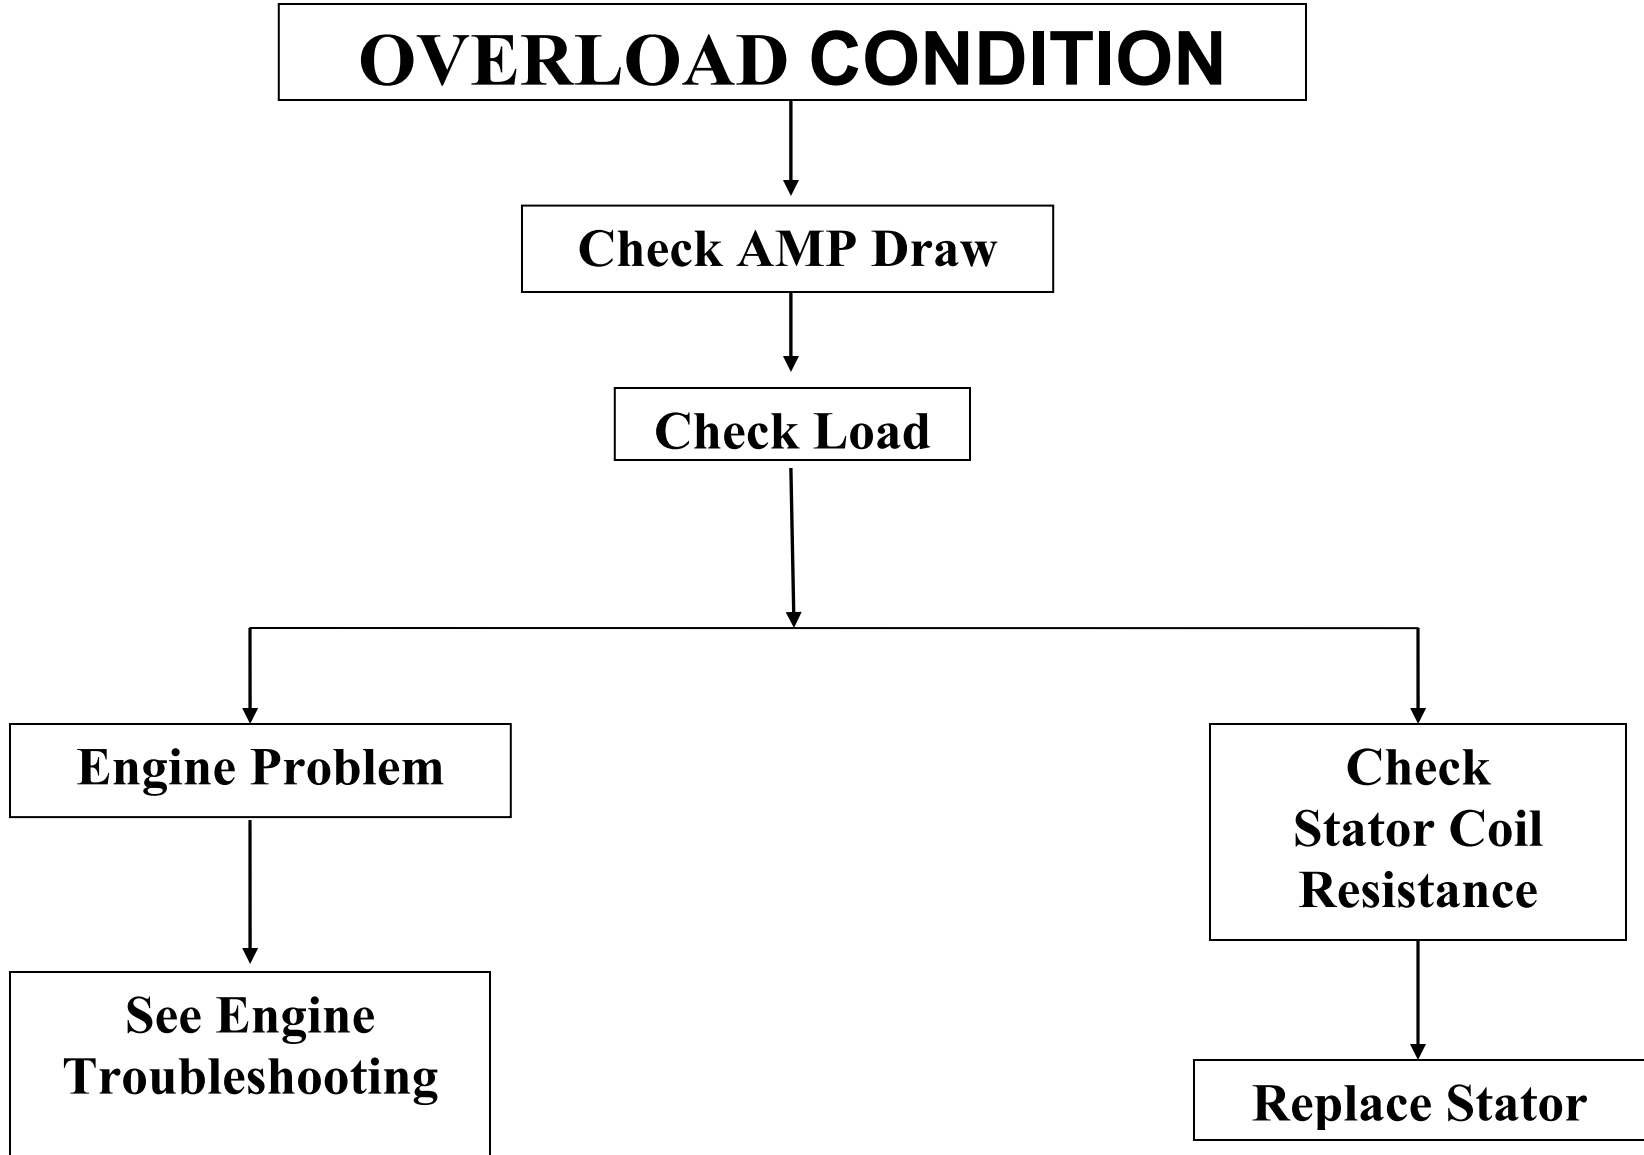 OVERLOAD CONDITION
Check AMP Draw
Check Load
Engine Problem
See Engine
Troubleshooting
Check
Stator Coil
Resistance
Replace Stator